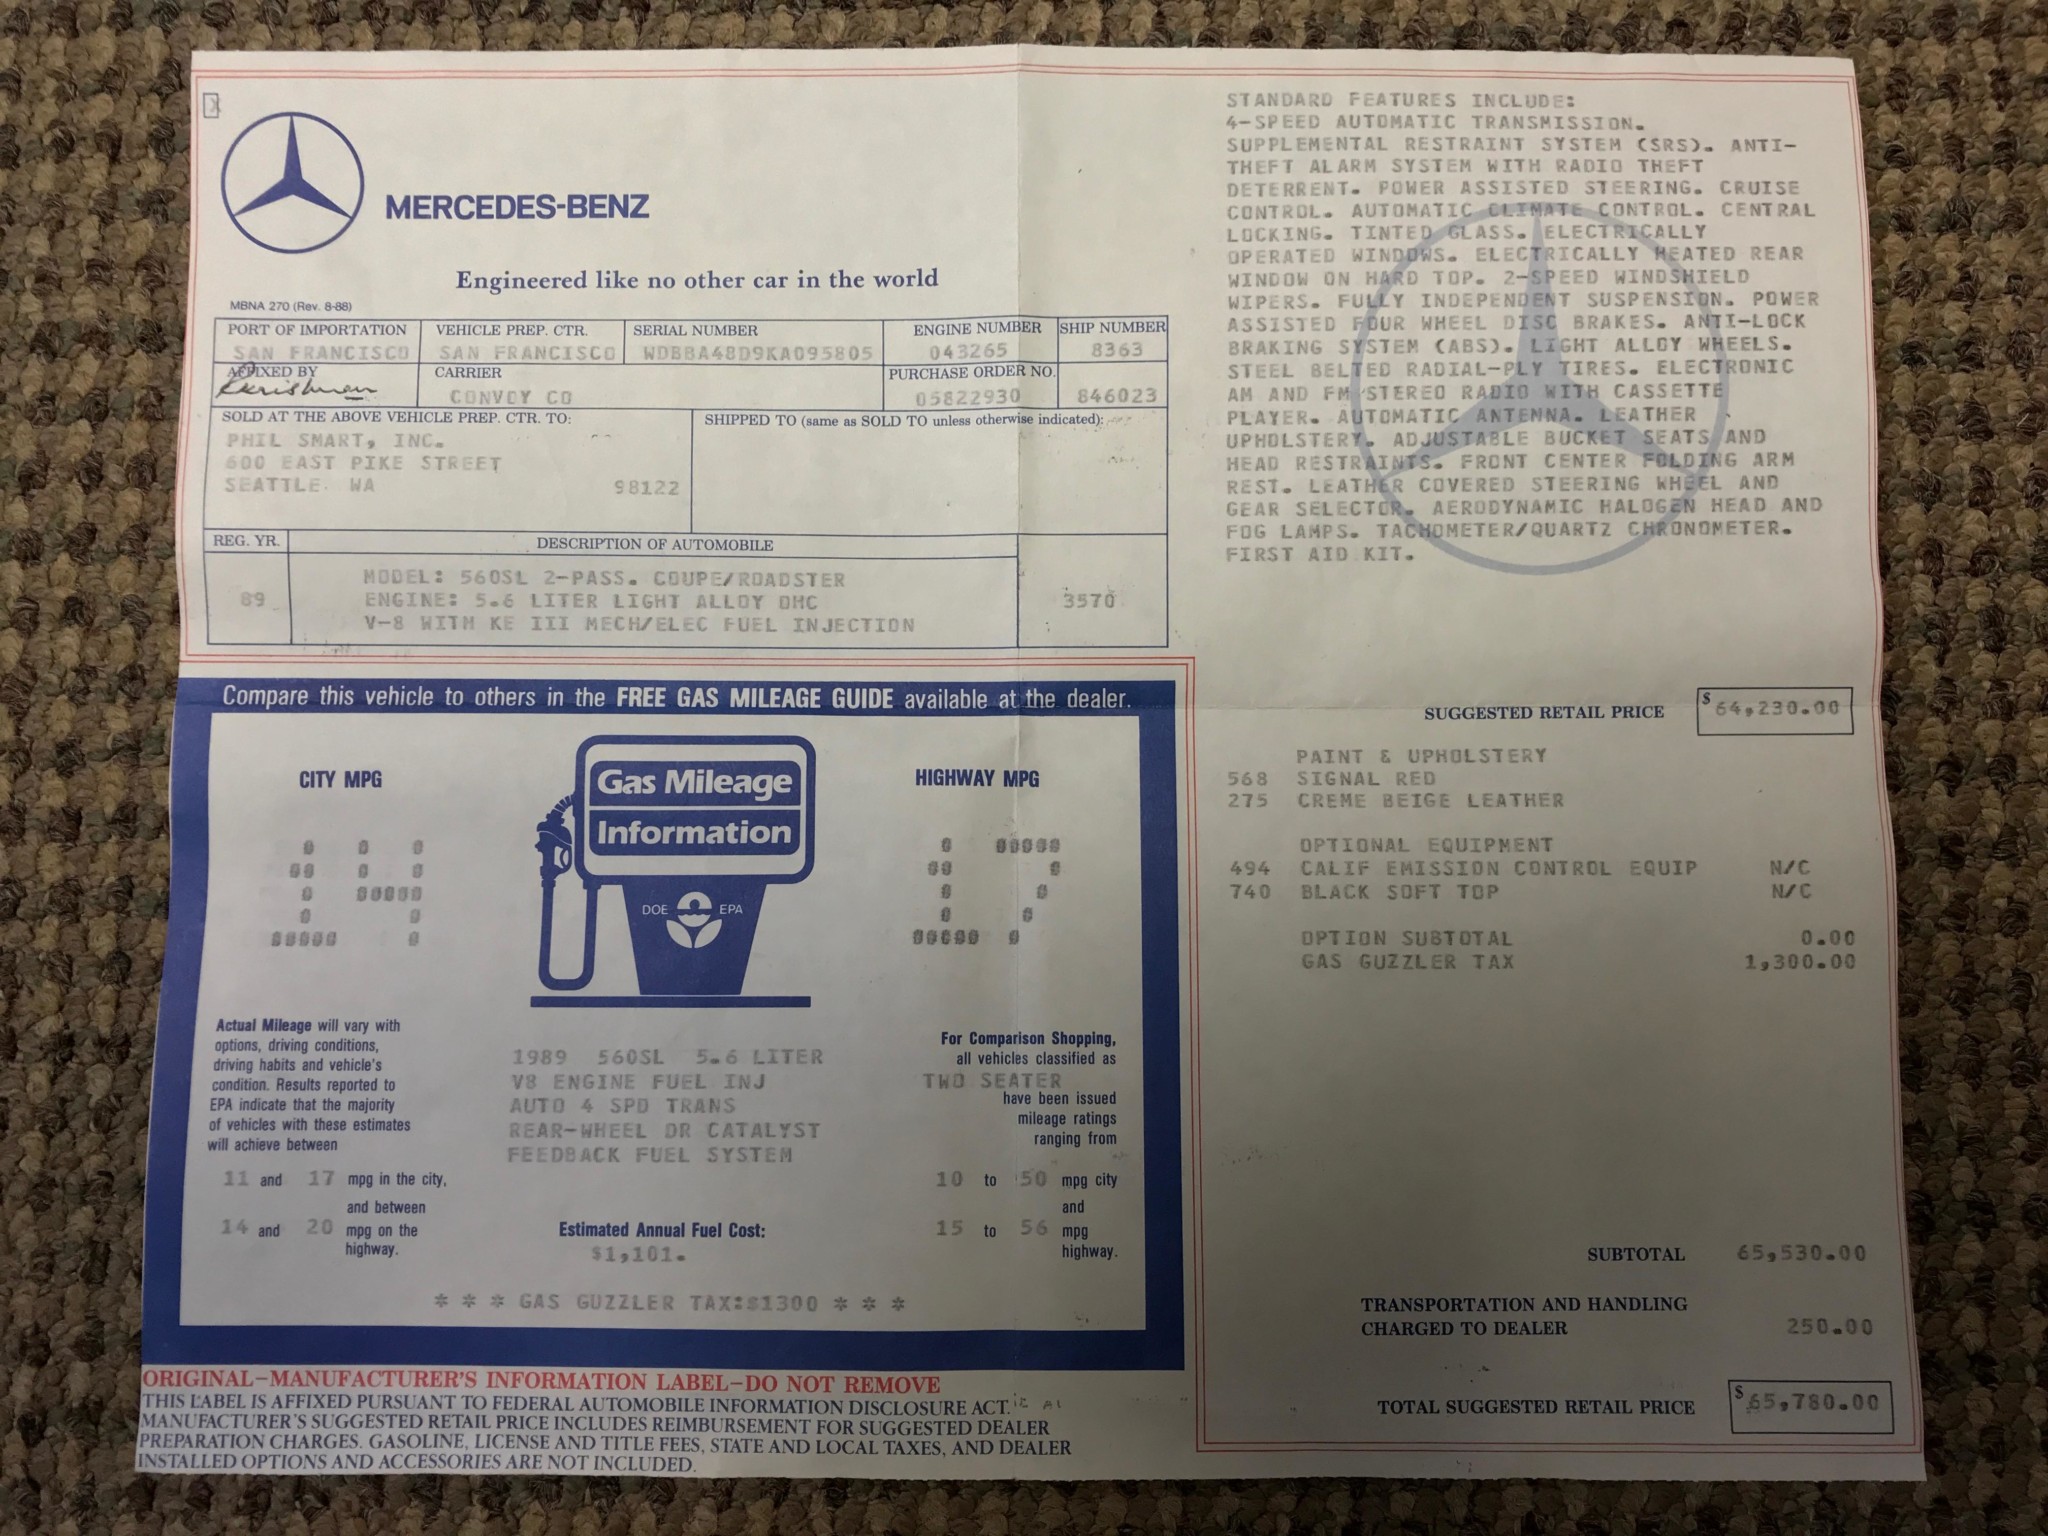 X
MERCEDES-BENZ
Engineered like no other car in the world
MBNA 270 (Rev. 8-88)
PORT OF IMPORTATION VEHICLE PREP. CTR. SERIAL NUMBER ENGINE NUMBER SHIP NUMBER
SAN FRANCISCO SAN FRANCISCO WDBBA48D9KA095805 043265 8363
AFFIXED BY CARRIER PURCHASE ORDER NO.
CONVOY CO 05822930 846023
SOLD AT THE ABOVE VEHICLE PREP. CTR. TO: SHIPPED TO (same as SOLD TO unless otherwise indicated):
PHIL SMART, INC.
600 EAST PIKE STREET
SEATTLE WA 98122
REG. YR. DESCRIPTION OF AUTOMOBILE
MODEL: 560SL 2-PASS. COUPE/ROADSTER
89 ENGINE: 5.6 LITER LIGHT ALLOY OHC 3570
V-8 WITH KE III MECH/ELEC FUEL INJECTION
STANDARD FEATURES INCLUDE:
4-SPEED AUTOMATIC TRANSMISSION.
SUPPLEMENTAL RESTRAINT SYSTEM (SRS). ANTI-
THEFT ALARM SYSTEM WITH RADIO THEFT
DETERRENT. POWER ASSISTED STEERING. CRUISE
CONTROL. AUTOMATIC CLIMATE CONTROL. CENTRAL
LOCKING. TINTED GLASS. ELECTRICALLY
OPERATED WINDOWS. ELECTRICALLY HEATED REAR
WINDOW ON HARD TOP. 2-SPEED WINDSHIELD
WIPERS. FULLY INDEPENDENT SUSPENSION. POWER
ASSISTED FOUR WHEEL DISC BRAKES. ANTI-LOCK
BRAKING SYSTEM (ABS). LIGHT ALLOY WHEELS.
STEEL BELTED RADIAL-PLY TIRES. ELECTRONIC
AM AND FM STEREO RADIO WITH CASSETTE
PLAYER. AUTOMATIC ANTENNA. LEATHER
UPHOLSTERY. ADJUSTABLE BUCKET SEATS AND
HEAD RESTRAINTS. FRONT CENTER FOLDING ARM
REST. LEATHER COVERED STEERING WHEEL AND
GEAR SELECTOR. AERODYNAMIC HALOGEN HEAD AND
FOG LAMPS. TACHOMETER/QUARTZ CHRONOMETER.
FIRST AID KIT.
Compare this vehicle to others in the FREE GAS MILEAGE GUIDE available at the dealer.
CITY MPG
14
Gas Mileage
Information
DOE EPA
HIGHWAY MPG
17
Actual Mileage will vary with
options, driving conditions,
driving habits and vehicle's
condition. Results reported to
EPA indicate that the majority
of vehicles with these estimates
will achieve between
11 and 17 mpg in the city,
and between
14 and 20 mpg on the
highway.
1989 560SL 5.6 LITER
V8 ENGINE FUEL INJ
AUTO 4 SPD TRANS
REAR-WHEEL DR CATALYST
FEEDBACK FUEL SYSTEM
Estimated Annual Fuel Cost:
$1,101.
For Comparison Shopping,
all vehicles classified as
TWO SEATER
have been issued
mileage ratings
ranging from
10 to 50 mpg city
and
15 to 56 mpg
highway.
* * * GAS GUZZLER TAX:$1300 * * *
SUGGESTED RETAIL PRICE $ 64,230.00
PAINT & UPHOLSTERY
568 SIGNAL RED
275 CREME BEIGE LEATHER
OPTIONAL EQUIPMENT
494 CALIF EMISSION CONTROL EQUIP N/C
740 BLACK SOFT TOP N/C
OPTION SUBTOTAL 0.00
GAS GUZZLER TAX 1,300.00
SUBTOTAL 65,530.00
TRANSPORTATION AND HANDLING
CHARGED TO DEALER 250.00
TOTAL SUGGESTED RETAIL PRICE $ 65,780.00
ORIGINAL-MANUFACTURER'S INFORMATION LABEL-DO NOT REMOVE
THIS LABEL IS AFFIXED PURSUANT TO FEDERAL AUTOMOBILE INFORMATION DISCLOSURE ACT.
MANUFACTURER'S SUGGESTED RETAIL PRICE INCLUDES REIMBURSEMENT FOR SUGGESTED DEALER
PREPARATION CHARGES. GASOLINE, LICENSE AND TITLE FEES, STATE AND LOCAL TAXES, AND DEALER
INSTALLED OPTIONS AND ACCESSORIES ARE NOT INCLUDED.